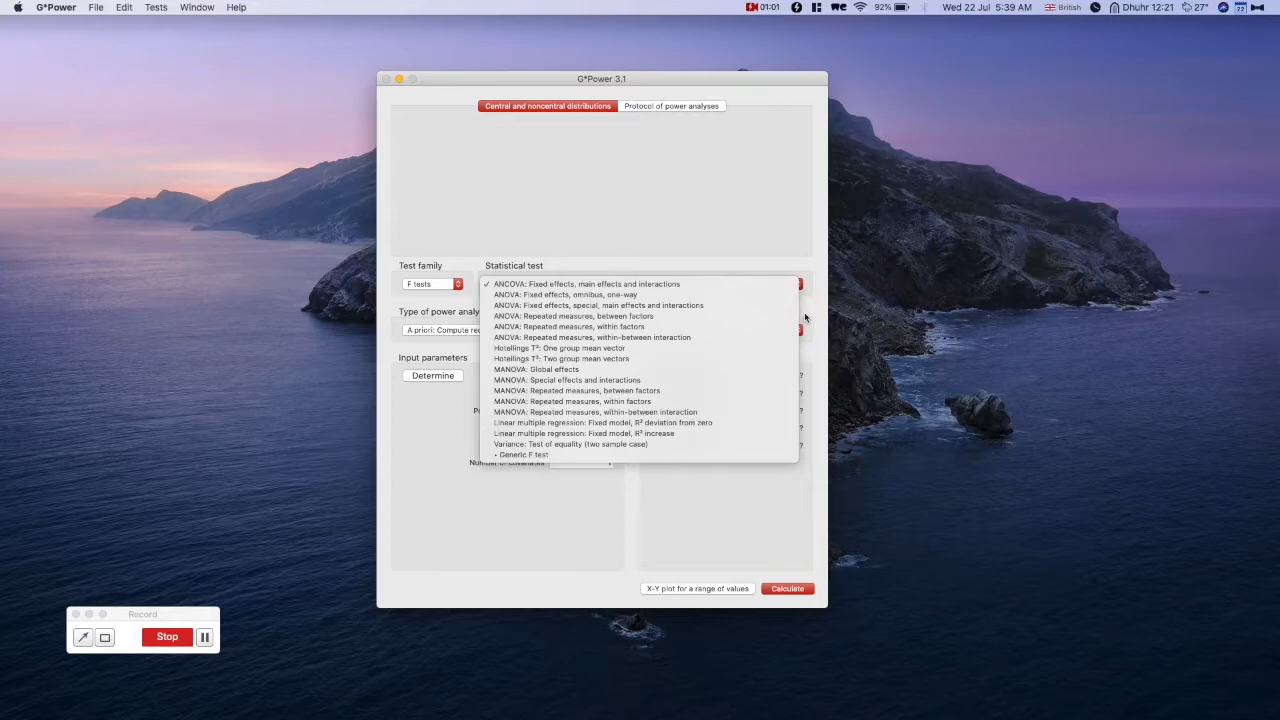 G*Power File Edit Tests Window Help 01:01 92% Wed 22 Jul 5:39 AM British Dhuhr 12:21 27° 22
G*Power 3.1
Central and noncentral distributions Protocol of power analyses
Test family Statistical test
F tests
ANCOVA: Fixed effects, main effects and interactions
ANOVA: Fixed effects, omnibus, one-way
ANOVA: Fixed effects, special, main effects and interactions
Type of power analy
ANOVA: Repeated measures, between factors
A priori: Compute req
ANOVA: Repeated measures, within factors
ANOVA: Repeated measures, within-between interaction
Hotellings T²: One group mean vector
Input parameters
Hotellings T²: Two group mean vectors
MANOVA: Global effects
Determine
?
MANOVA: Special effects and interactions
MANOVA: Repeated measures, between factors
?
MANOVA: Repeated measures, within factors
MANOVA: Repeated measures, within-between interaction
Linear multiple regression: Fixed model, R² deviation from zero
?
Linear multiple regression: Fixed model, R² increase
Variance: Test of equality (two sample case)
?
• Generic F test
Number of covariates
X-Y plot for a range of values Calculate
Record
Stop